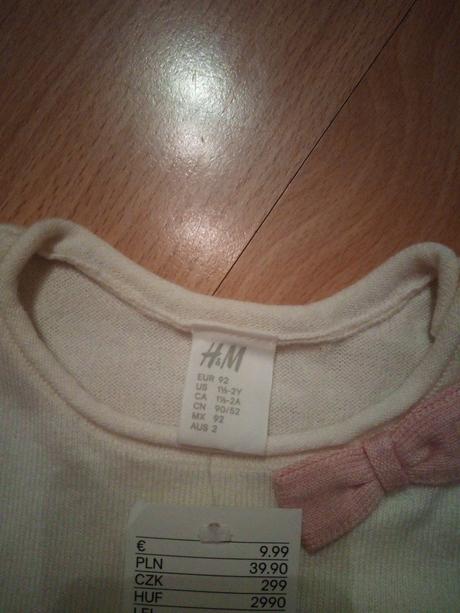 H&M
EUR 92
US 1½-2Y
CA 1½-2A
CN 90/52
MX 92
AUS 2
€ 9.99
PLN 39.90
CZK 299
HUF 2990